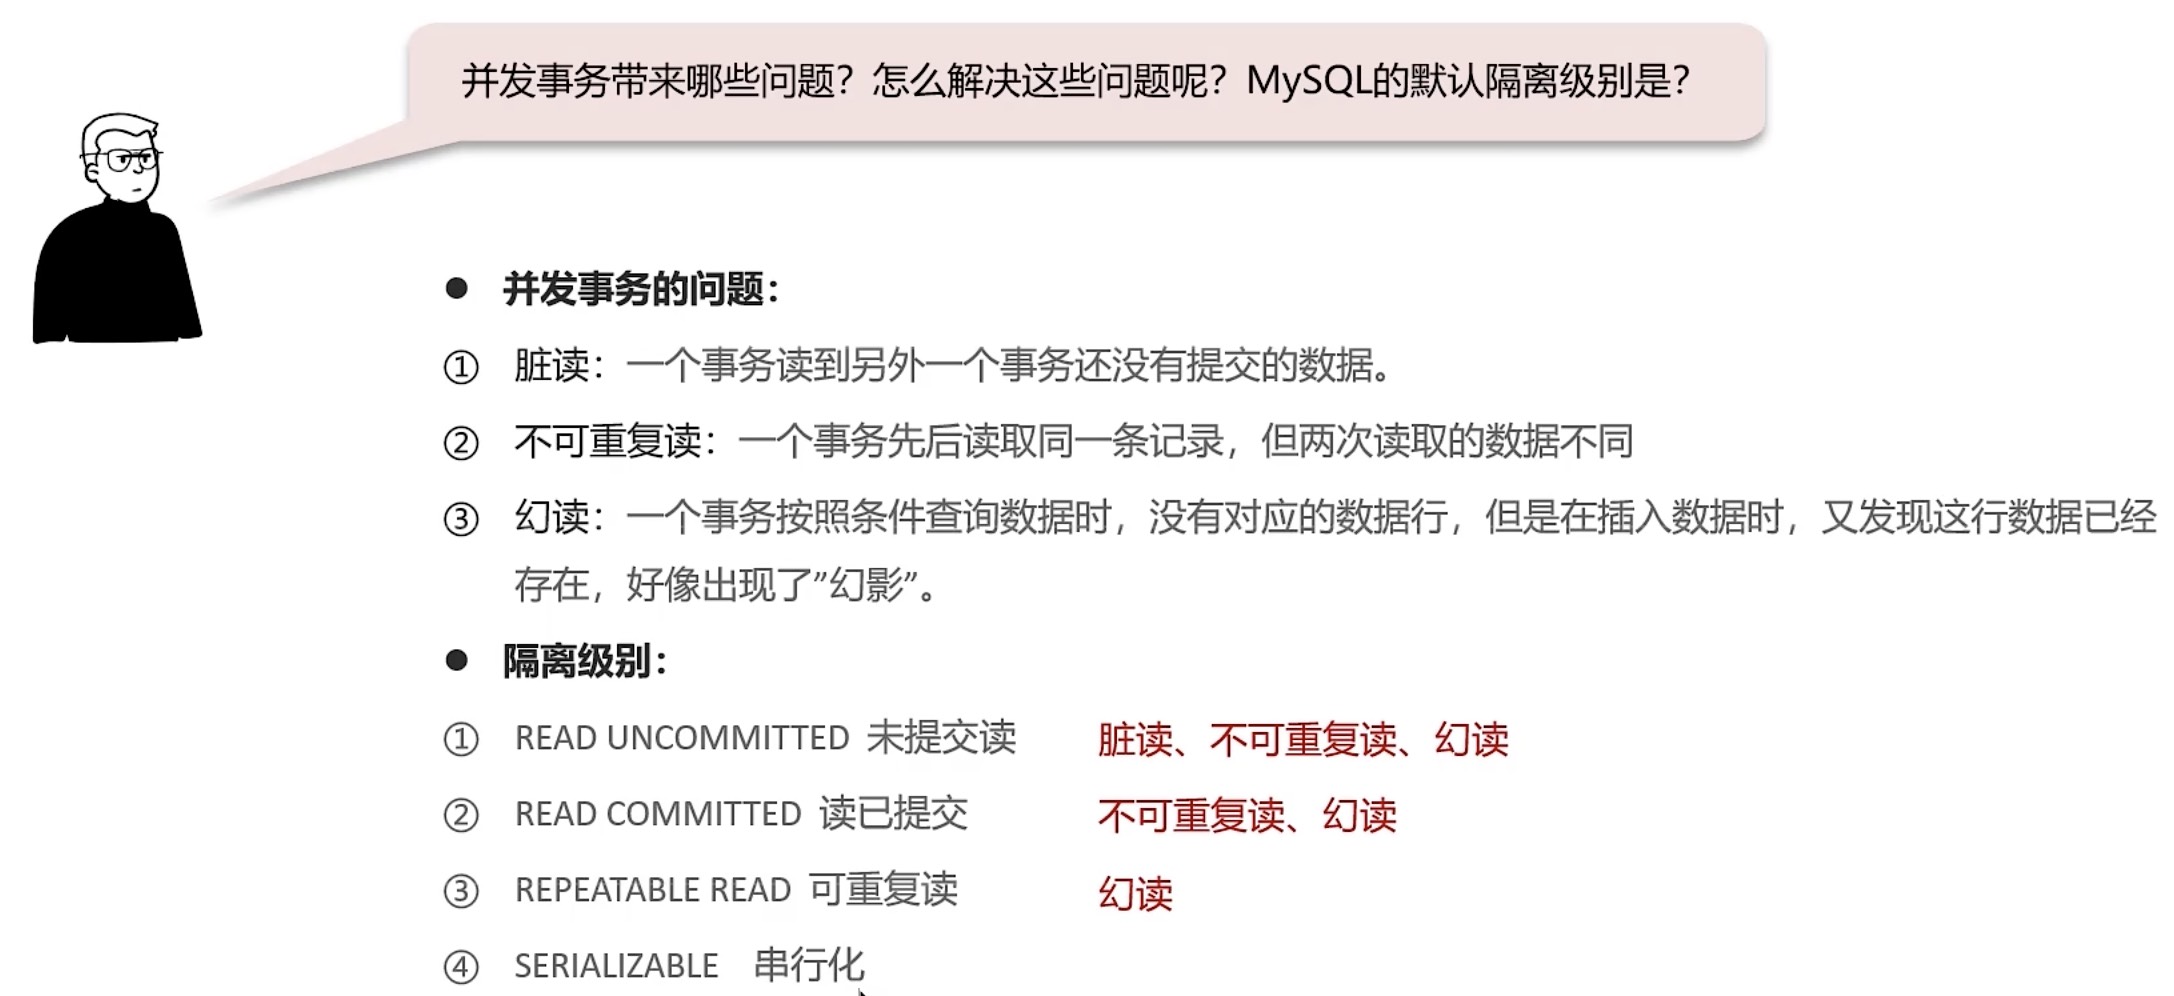 并发事务带来哪些问题？怎么解决这些问题呢？MySQL的默认隔离级别是？
● 并发事务的问题：
① 脏读：一个事务读到另外一个事务还没有提交的数据。
② 不可重复读：一个事务先后读取同一条记录，但两次读取的数据不同
③ 幻读：一个事务按照条件查询数据时，没有对应的数据行，但是在插入数据时，又发现这行数据已经
存在，好像出现了”幻影”。
● 隔离级别：
① READ UNCOMMITTED 未提交读 脏读、不可重复读、幻读
② READ COMMITTED 读已提交 不可重复读、幻读
③ REPEATABLE READ 可重复读 幻读
④ SERIALIZABLE 串行化